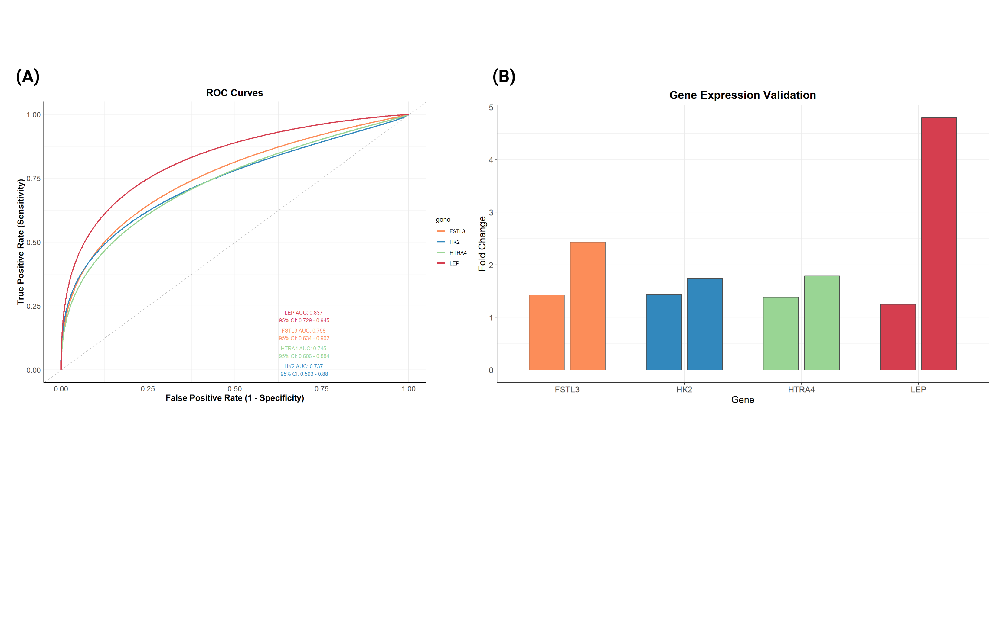 (A)
ROC Curves
True Positive Rate (Sensitivity)
1.00
0.75
0.50
0.25
0.00
0.00 0.25 0.50 0.75 1.00
False Positive Rate (1 - Specificity)
LEP AUC: 0.837
95% CI: 0.729 - 0.945
FSTL3 AUC: 0.768
95% CI: 0.634 - 0.902
HTRA4 AUC: 0.745
95% CI: 0.606 - 0.884
HK2 AUC: 0.737
95% CI: 0.593 - 0.88
gene
FSTL3
HK2
HTRA4
LEP
(B)
Gene Expression Validation
Fold Change
5
4
3
2
1
0
FSTL3 HK2 HTRA4 LEP
Gene